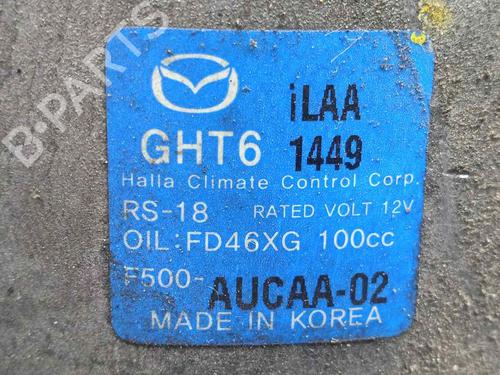 B-PARTS
iLAA
GHT6 1449
Halla Climate Control Corp.
RS-18 RATED VOLT 12V
OIL:FD46XG 100cc
F500-AUCAA-02
MADE IN KOREA